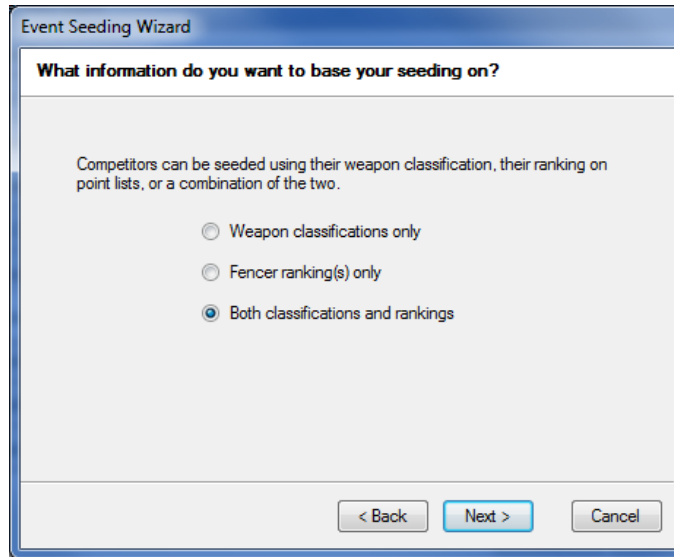 Event Seeding Wizard
What information do you want to base your seeding on?
Competitors can be seeded using their weapon classification, their ranking on
point lists, or a combination of the two.
Weapon classifications only
Fencer ranking(s) only
Both classifications and rankings
< Back Next > Cancel